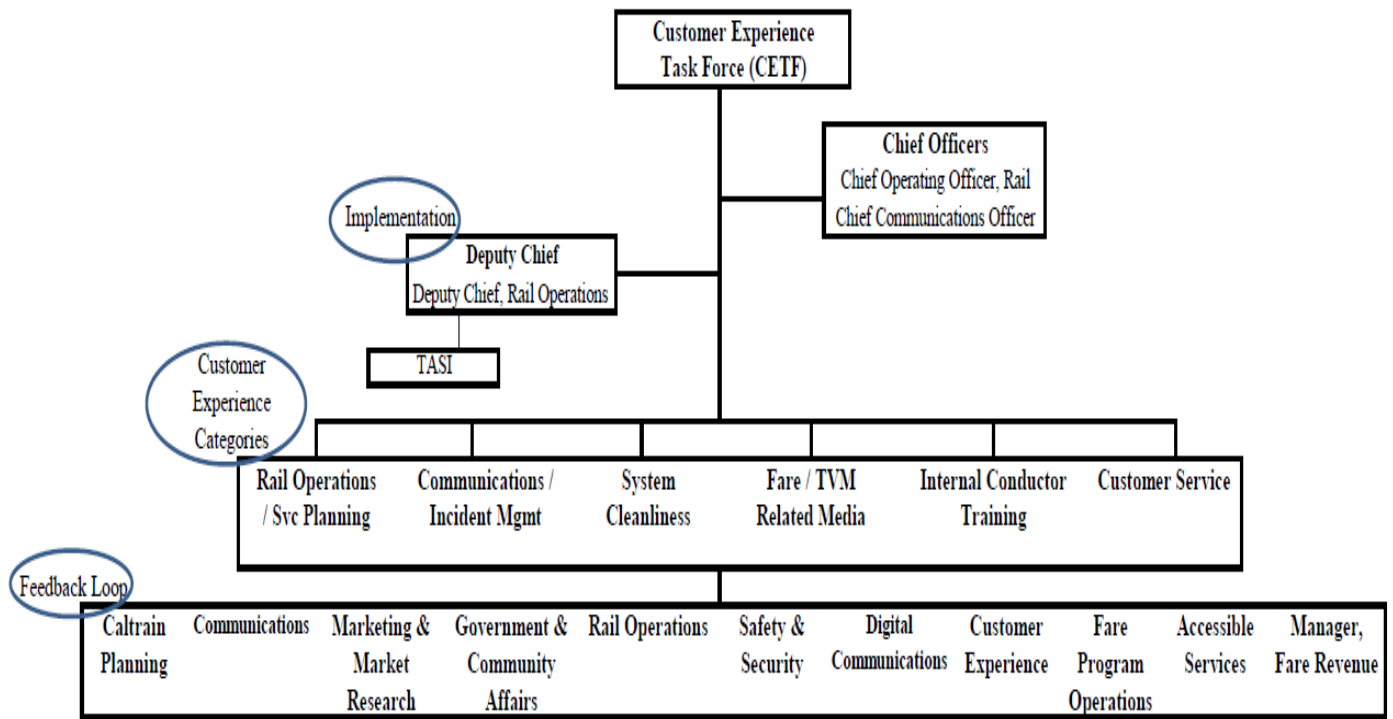 Customer Experience
Task Force (CETF)
Chief Officers
Chief Operating Officer, Rail
Chief Communications Officer
Implementation
Deputy Chief
Deputy Chief, Rail Operations
TASI
Customer
Experience
Categories
Rail Operations
/ Svc Planning
Communications /
Incident Mgmt
System
Cleanliness
Fare / TVM
Related Media
Internal Conductor
Training
Customer Service
Feedback Loop
Caltrain
Planning
Communications
Marketing &
Market
Research
Government &
Community
Affairs
Rail Operations
Safety &
Security
Digital
Communications
Customer
Experience
Fare
Program
Operations
Accessible
Services
Manager,
Fare Revenue